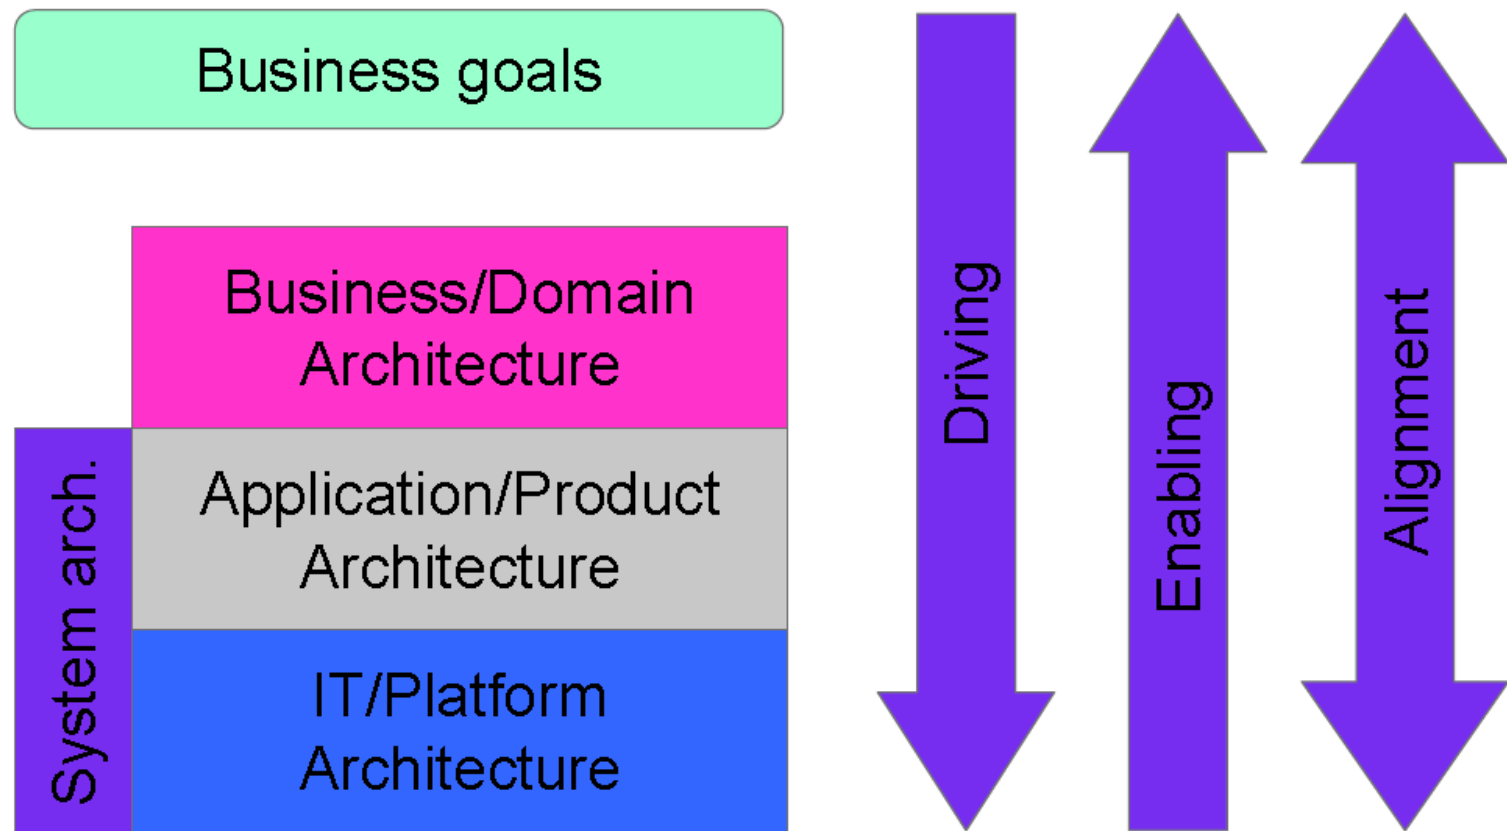 Business goals
Business/Domain
Architecture
System arch.
Application/Product
Architecture
IT/Platform
Architecture
Driving
Enabling
Alignment